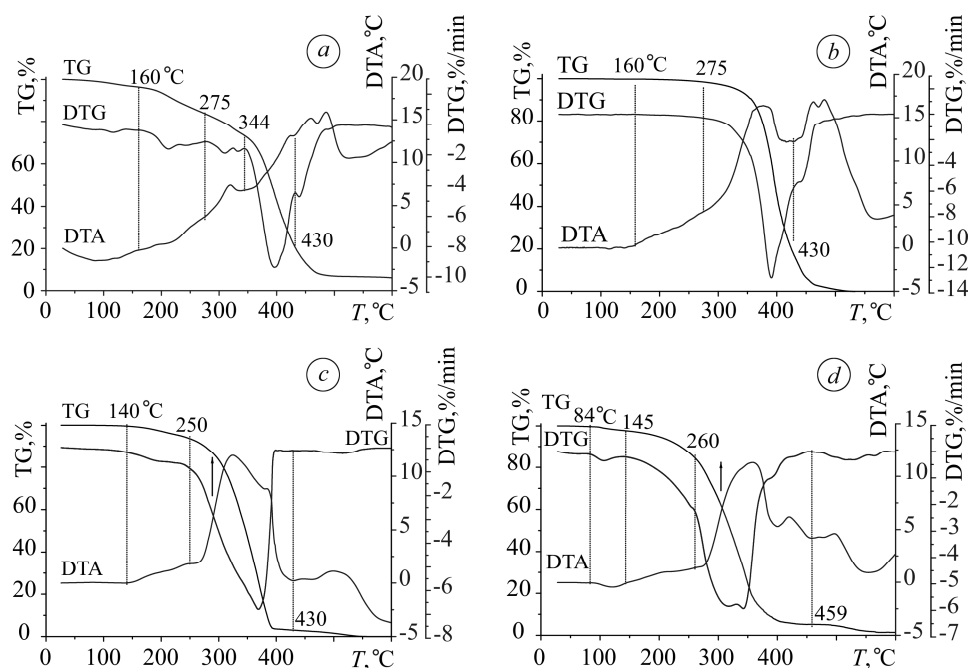 a
TG,%
DTA,°C
DTG,%/min
TG
160 °C
275
344
DTG
DTA
430
80
60
40
20
0
20
15
10
5
0
-5
-2
-4
-6
-8
-10
0 100 200 300 400
T,°C
b
TG,%
DTA,°C
DTG,%/min
TG
160 °C
275
DTG
DTA
430
80
60
40
20
0
20
15
10
5
0
-5
-2
-4
-6
-8
-10
-12
-14
0 100 200 300 400
T,°C
c
TG,%
DTA,°C
DTG,%/min
TG
140 °C
250
DTG
DTA
430
80
60
40
20
0
15
10
5
0
-5
-2
-4
-6
-8
0 100 200 300 400
T,°C
d
TG,%
DTA,°C
DTG,%/min
TG
84 °C
145
260
DTG
DTA
459
80
60
40
20
0
15
10
5
0
-5
-1
-2
-3
-4
-5
-6
-7
0 100 200 300 400
T,°C